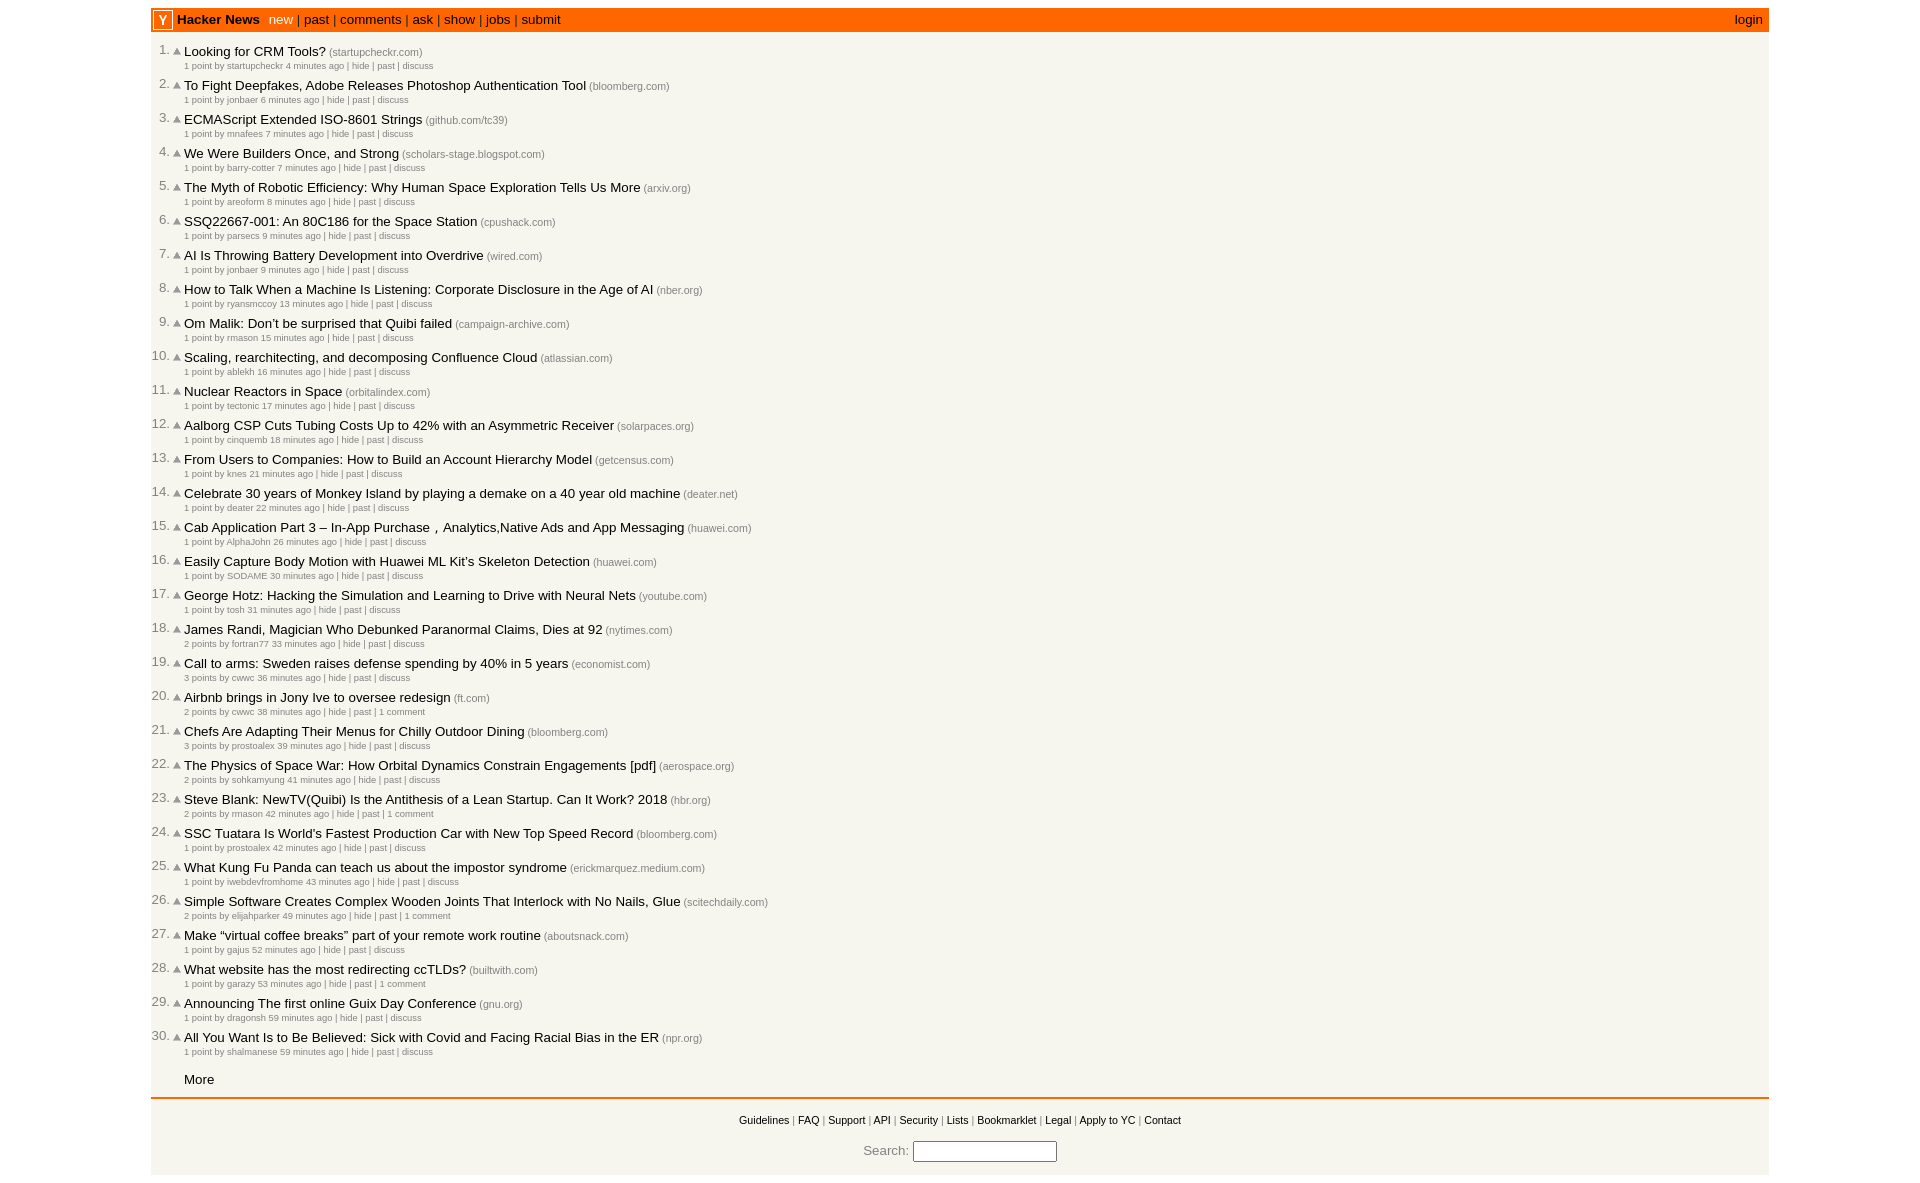 Y Hacker News new | past | comments | ask | show | jobs | submit login
1. Looking for CRM Tools? (startupcheckr.com)
1 point by startupcheckr 4 minutes ago | hide | past | discuss
2. To Fight Deepfakes, Adobe Releases Photoshop Authentication Tool (bloomberg.com)
1 point by jonbaer 6 minutes ago | hide | past | discuss
3. ECMAScript Extended ISO-8601 Strings (github.com/tc39)
1 point by mnafees 7 minutes ago | hide | past | discuss
4. We Were Builders Once, and Strong (scholars-stage.blogspot.com)
1 point by barry-cotter 7 minutes ago | hide | past | discuss
5. The Myth of Robotic Efficiency: Why Human Space Exploration Tells Us More (arxiv.org)
1 point by areoform 8 minutes ago | hide | past | discuss
6. SSQ22667-001: An 80C186 for the Space Station (cpushack.com)
1 point by parsecs 9 minutes ago | hide | past | discuss
7. AI Is Throwing Battery Development into Overdrive (wired.com)
1 point by jonbaer 9 minutes ago | hide | past | discuss
8. How to Talk When a Machine Is Listening: Corporate Disclosure in the Age of AI (nber.org)
1 point by ryansmccoy 13 minutes ago | hide | past | discuss
9. Om Malik: Don’t be surprised that Quibi failed (campaign-archive.com)
1 point by rmason 15 minutes ago | hide | past | discuss
10. Scaling, rearchitecting, and decomposing Confluence Cloud (atlassian.com)
1 point by ablekh 16 minutes ago | hide | past | discuss
11. Nuclear Reactors in Space (orbitalindex.com)
1 point by tectonic 17 minutes ago | hide | past | discuss
12. Aalborg CSP Cuts Tubing Costs Up to 42% with an Asymmetric Receiver (solarpaces.org)
1 point by cinquemb 18 minutes ago | hide | past | discuss
13. From Users to Companies: How to Build an Account Hierarchy Model (getcensus.com)
1 point by knes 21 minutes ago | hide | past | discuss
14. Celebrate 30 years of Monkey Island by playing a demake on a 40 year old machine (deater.net)
1 point by deater 22 minutes ago | hide | past | discuss
15. Cab Application Part 3 – In-App Purchase，Analytics,Native Ads and App Messaging (huawei.com)
1 point by AlphaJohn 26 minutes ago | hide | past | discuss
16. Easily Capture Body Motion with Huawei ML Kit’s Skeleton Detection (huawei.com)
1 point by SODAME 30 minutes ago | hide | past | discuss
17. George Hotz: Hacking the Simulation and Learning to Drive with Neural Nets (youtube.com)
1 point by tosh 31 minutes ago | hide | past | discuss
18. James Randi, Magician Who Debunked Paranormal Claims, Dies at 92 (nytimes.com)
2 points by fortran77 33 minutes ago | hide | past | discuss
19. Call to arms: Sweden raises defense spending by 40% in 5 years (economist.com)
3 points by cwwc 36 minutes ago | hide | past | discuss
20. Airbnb brings in Jony Ive to oversee redesign (ft.com)
2 points by cwwc 38 minutes ago | hide | past | 1 comment
21. Chefs Are Adapting Their Menus for Chilly Outdoor Dining (bloomberg.com)
3 points by prostoalex 39 minutes ago | hide | past | discuss
22. The Physics of Space War: How Orbital Dynamics Constrain Engagements [pdf] (aerospace.org)
2 points by sohkamyung 41 minutes ago | hide | past | discuss
23. Steve Blank: NewTV(Quibi) Is the Antithesis of a Lean Startup. Can It Work? 2018 (hbr.org)
2 points by rmason 42 minutes ago | hide | past | 1 comment
24. SSC Tuatara Is World's Fastest Production Car with New Top Speed Record (bloomberg.com)
1 point by prostoalex 42 minutes ago | hide | past | discuss
25. What Kung Fu Panda can teach us about the impostor syndrome (erickmarquez.medium.com)
1 point by iwebdevfromhome 43 minutes ago | hide | past | discuss
26. Simple Software Creates Complex Wooden Joints That Interlock with No Nails, Glue (scitechdaily.com)
2 points by elijahparker 49 minutes ago | hide | past | 1 comment
27. Make “virtual coffee breaks” part of your remote work routine (aboutsnack.com)
1 point by gajus 52 minutes ago | hide | past | discuss
28. What website has the most redirecting ccTLDs? (builtwith.com)
1 point by garazy 53 minutes ago | hide | past | 1 comment
29. Announcing The first online Guix Day Conference (gnu.org)
1 point by dragonsh 59 minutes ago | hide | past | discuss
30. All You Want Is to Be Believed: Sick with Covid and Facing Racial Bias in the ER (npr.org)
1 point by shalmanese 59 minutes ago | hide | past | discuss
More
Guidelines | FAQ | Support | API | Security | Lists | Bookmarklet | Legal | Apply to YC | Contact
Search: